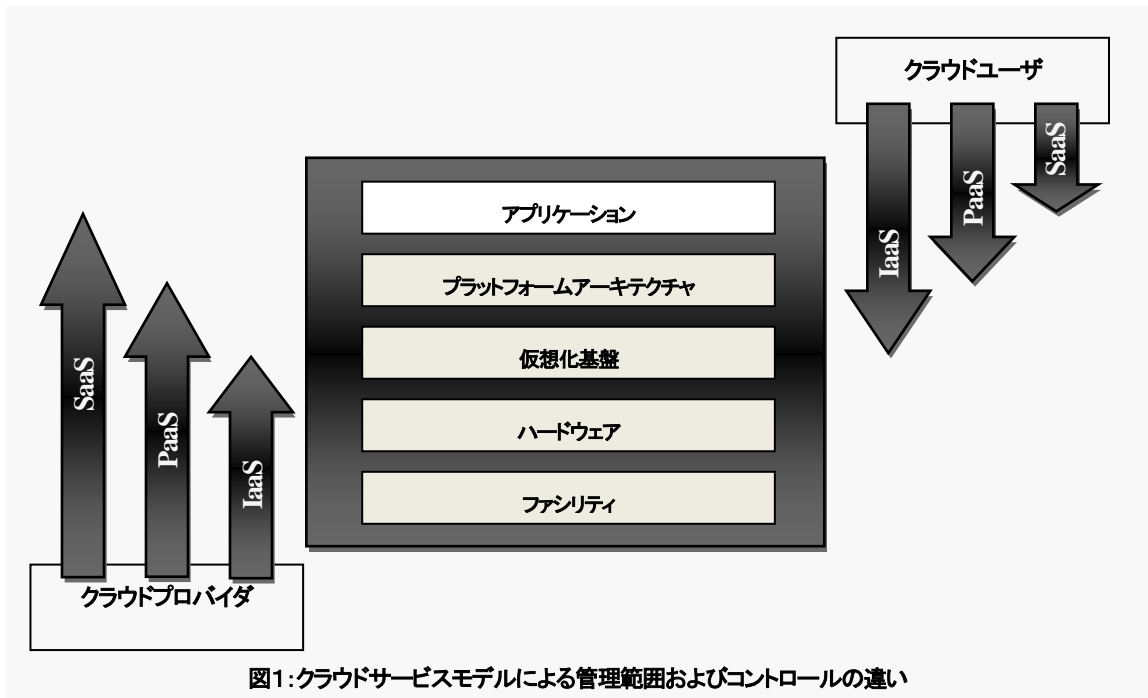 クラウドユーザ
IaaS
PaaS
SaaS
アプリケーション
プラットフォームアーキテクチャ
仮想化基盤
ハードウェア
ファシリティ
SaaS
PaaS
IaaS
クラウドプロバイダ
図1:クラウドサービスモデルによる管理範囲およびコントロールの違い